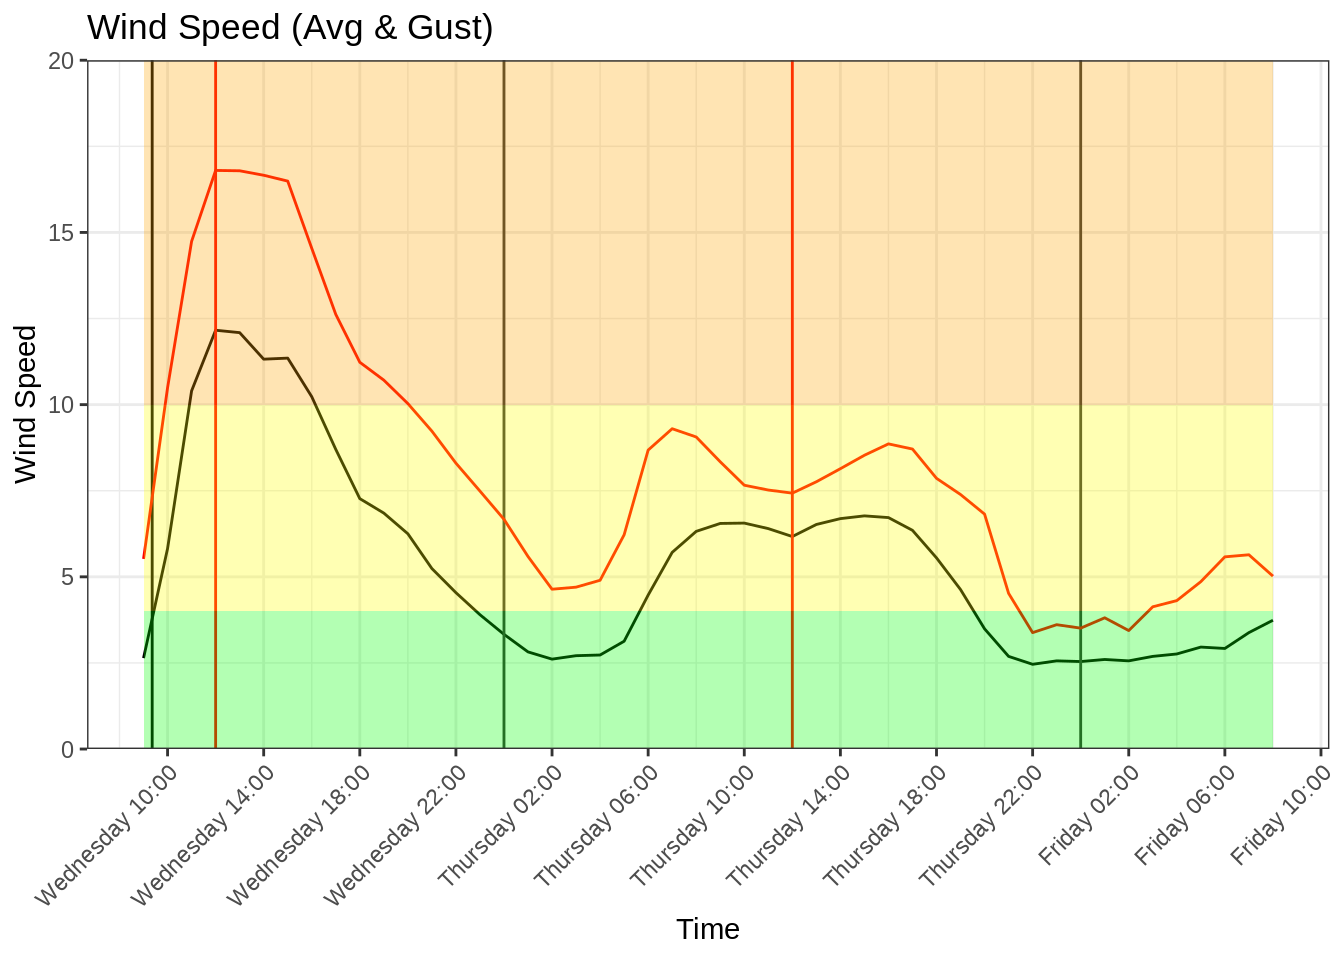 Wind Speed (Avg & Gust)
20
15
10
5
0
Wind Speed
Wednesday 10:00
Wednesday 14:00
Wednesday 18:00
Wednesday 22:00
Thursday 02:00
Thursday 06:00
Thursday 10:00
Thursday 14:00
Thursday 18:00
Thursday 22:00
Friday 02:00
Friday 06:00
Friday 10:00
Time